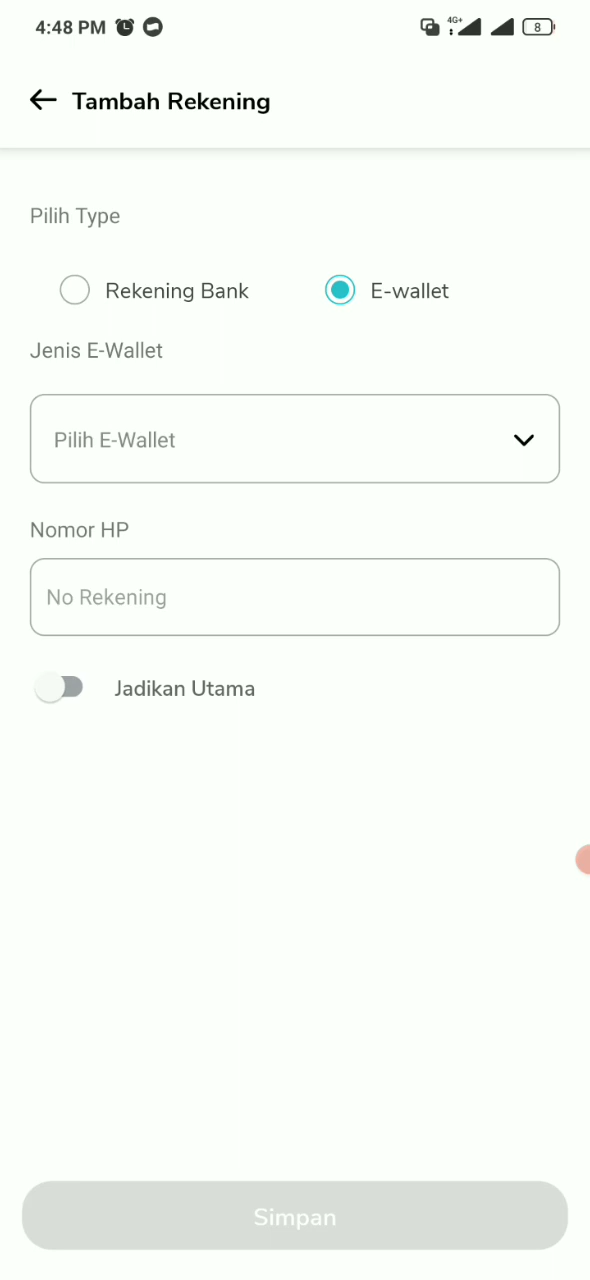 4:48 PM 4G+ 8
Tambah Rekening
Pilih Type
Rekening Bank E-wallet
Jenis E-Wallet
Pilih E-Wallet
Nomor HP
No Rekening
Jadikan Utama
Simpan